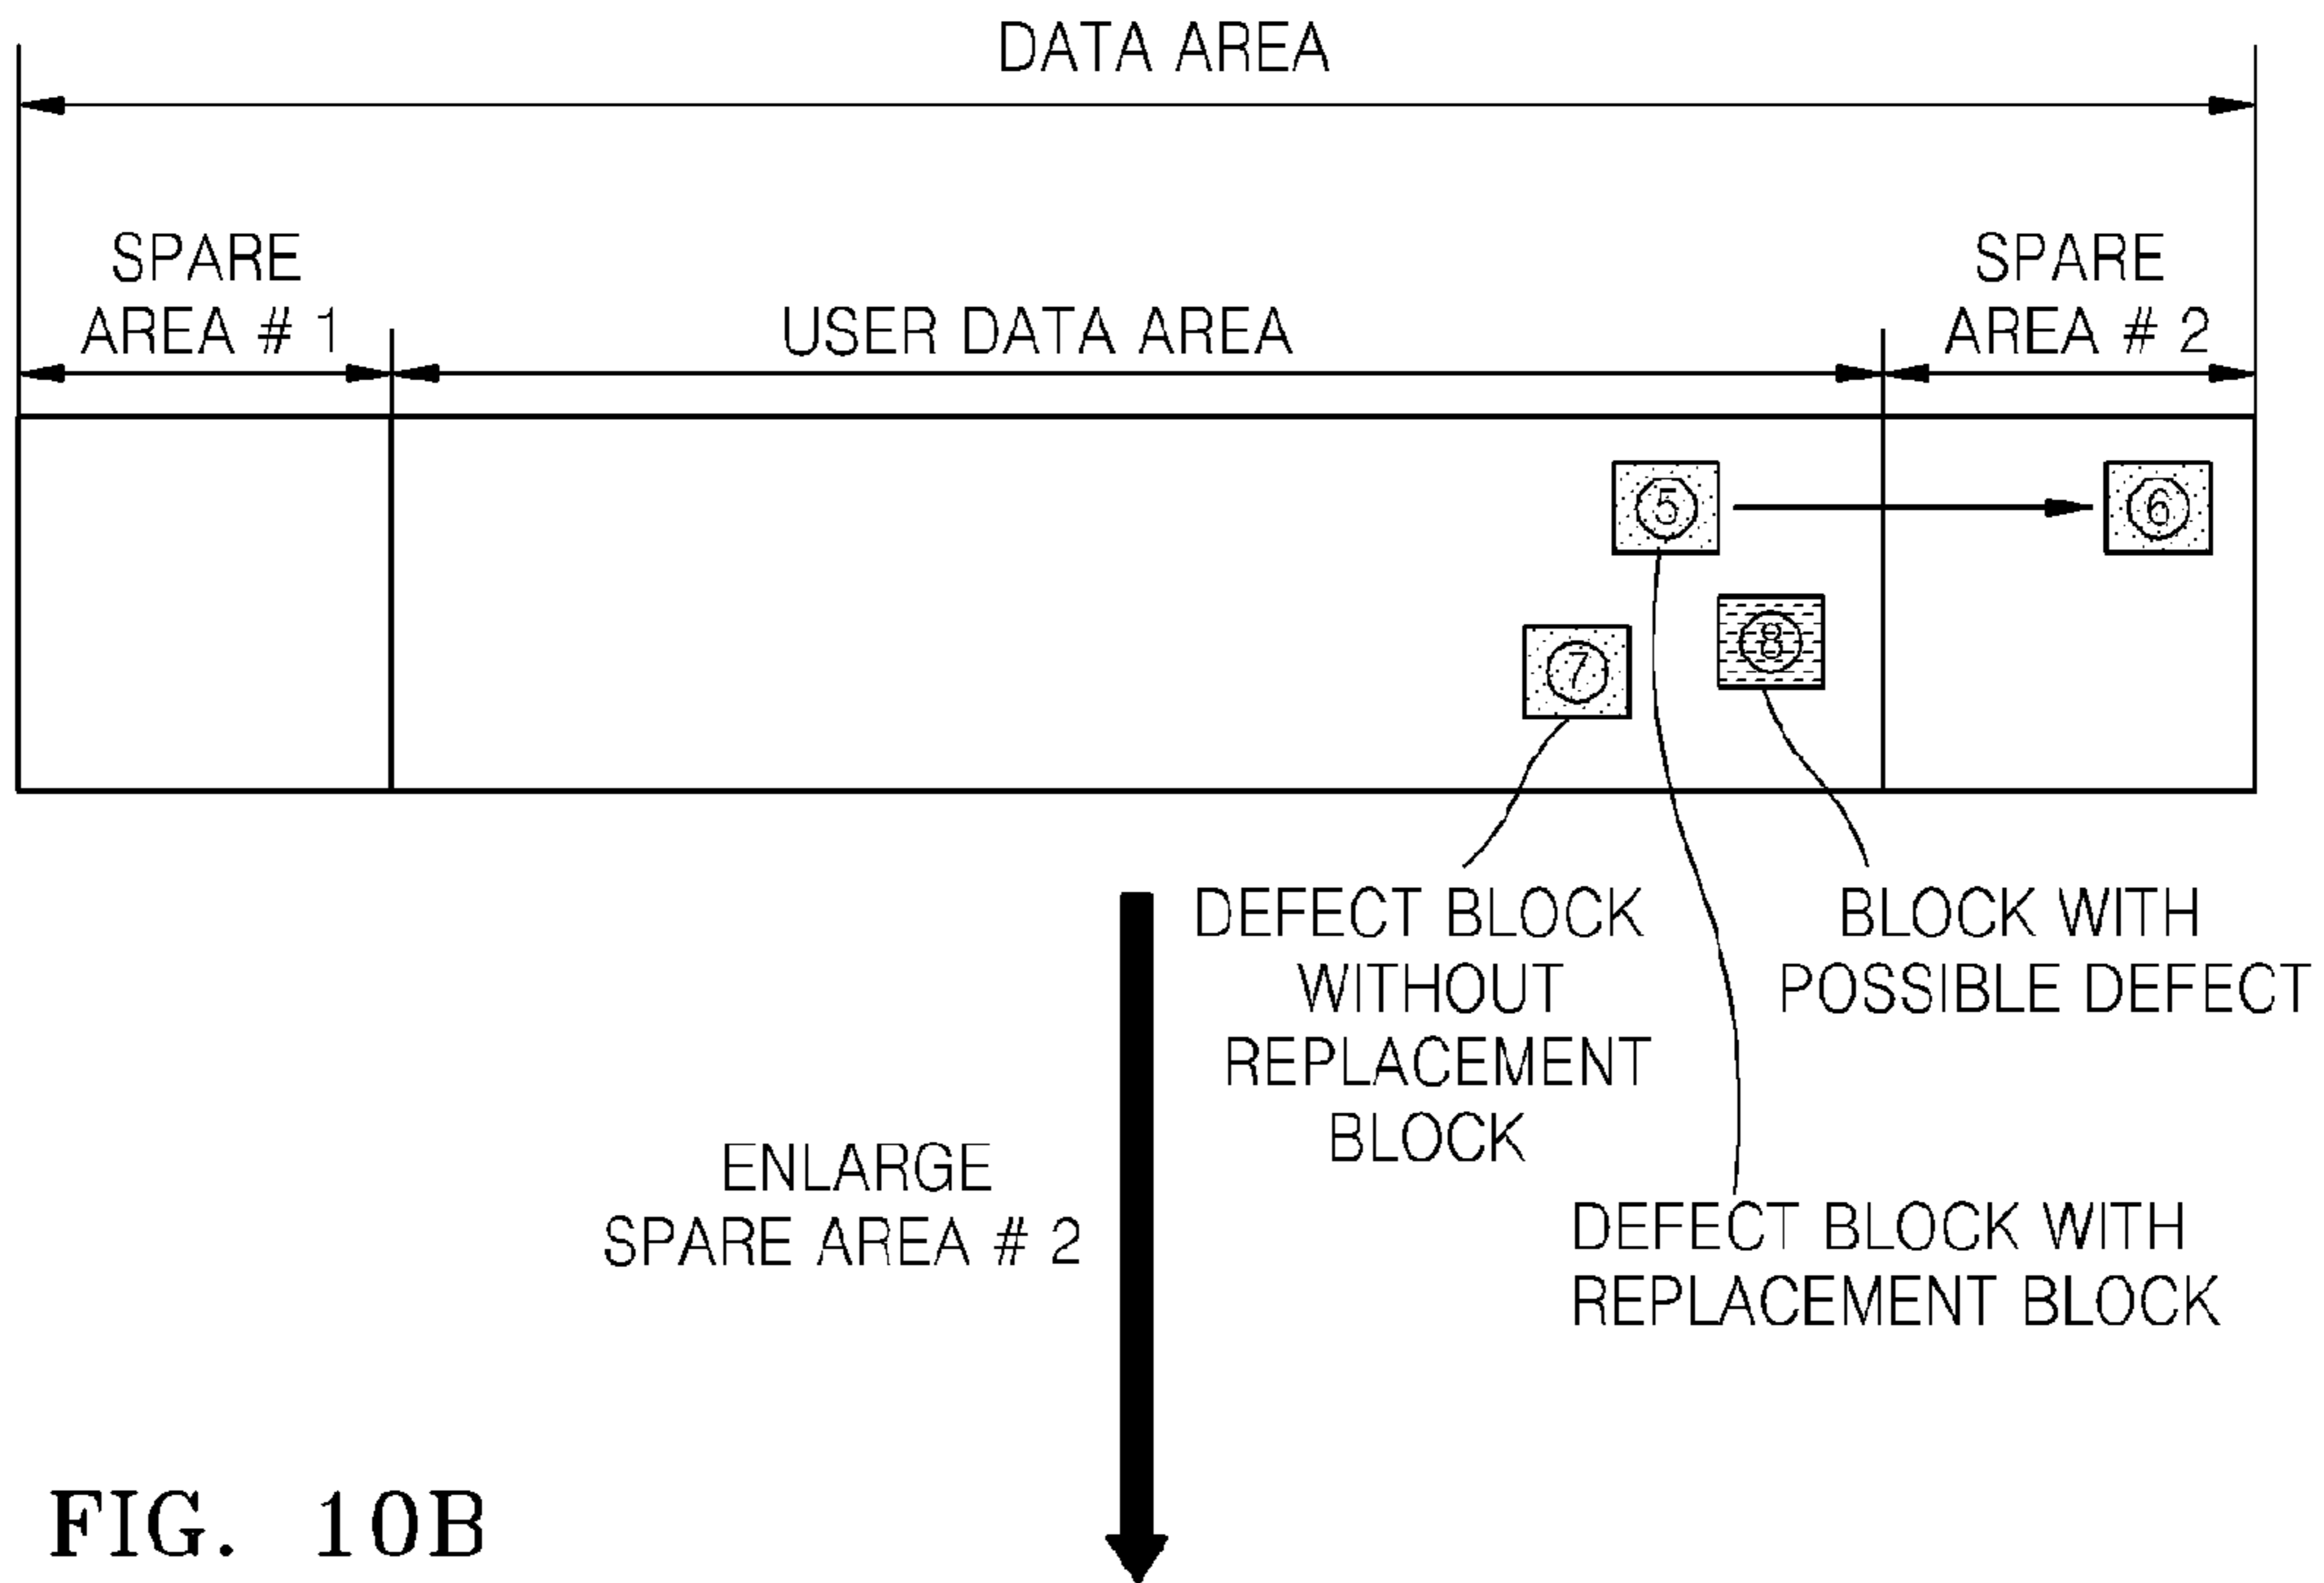 DATA AREA
SPARE
AREA # 1
USER DATA AREA
SPARE
AREA # 2
⑤
⑥
⑦
⑧
DEFECT BLOCK
WITHOUT
REPLACEMENT
BLOCK
BLOCK WITH
POSSIBLE DEFECT
ENLARGE
SPARE AREA # 2
DEFECT BLOCK WITH
REPLACEMENT BLOCK
FIG. 10B